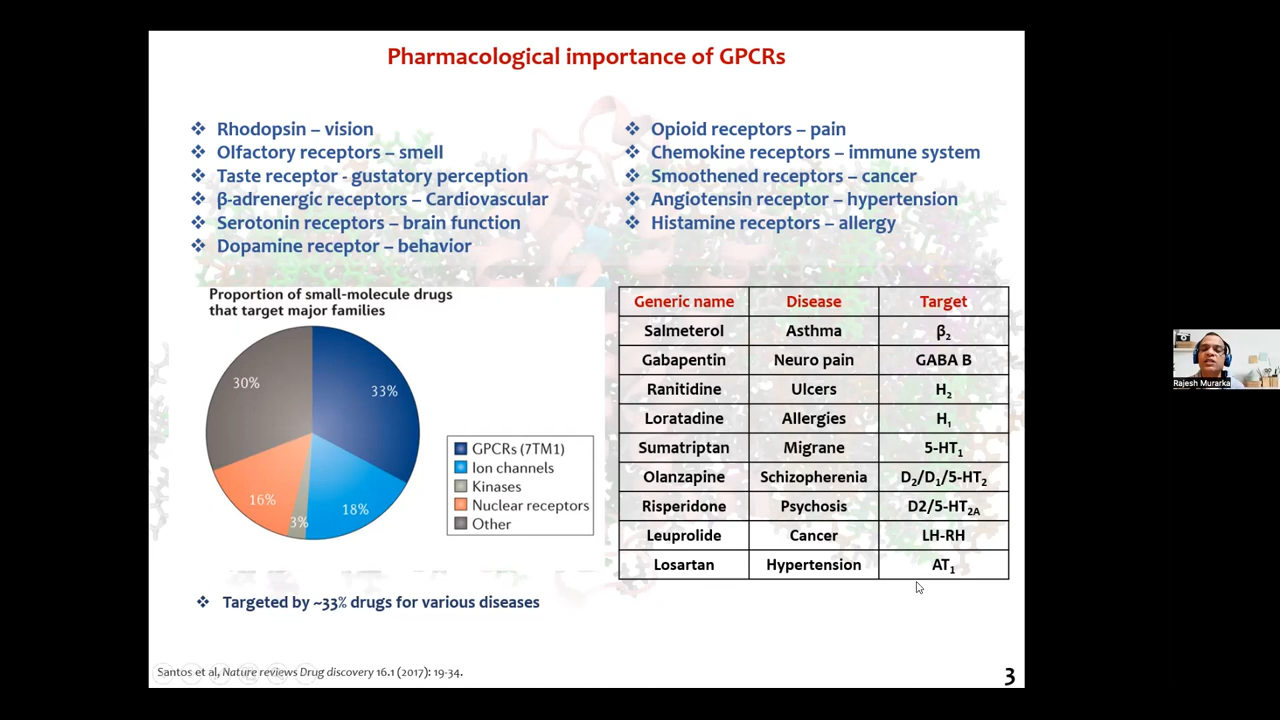 Pharmacological importance of GPCRs
❖ Rhodopsin – vision
❖ Olfactory receptors – smell
❖ Taste receptor - gustatory perception
❖ β-adrenergic receptors – Cardiovascular
❖ Serotonin receptors – brain function
❖ Dopamine receptor – behavior
❖ Opioid receptors – pain
❖ Chemokine receptors – immune system
❖ Smoothened receptors – cancer
❖ Angiotensin receptor – hypertension
❖ Histamine receptors – allergy
Proportion of small-molecule drugs
that target major families
30%
33%
16%
3%
18%
GPCRs (7TM1)
Ion channels
Kinases
Nuclear receptors
Other
Generic name Disease Target
Salmeterol Asthma β₂
Gabapentin Neuro pain GABA B
Ranitidine Ulcers H₂
Loratadine Allergies H₁
Sumatriptan Migrane 5-HT₁
Olanzapine Schizopherenia D₂/D₁/5-HT₂
Risperidone Psychosis D2/5-HT2A
Leuprolide Cancer LH-RH
Losartan Hypertension AT₁
❖ Targeted by ~33% drugs for various diseases
Santos et al, Nature reviews Drug discovery 16.1 (2017): 19-34.
3
Rajesh Murarka